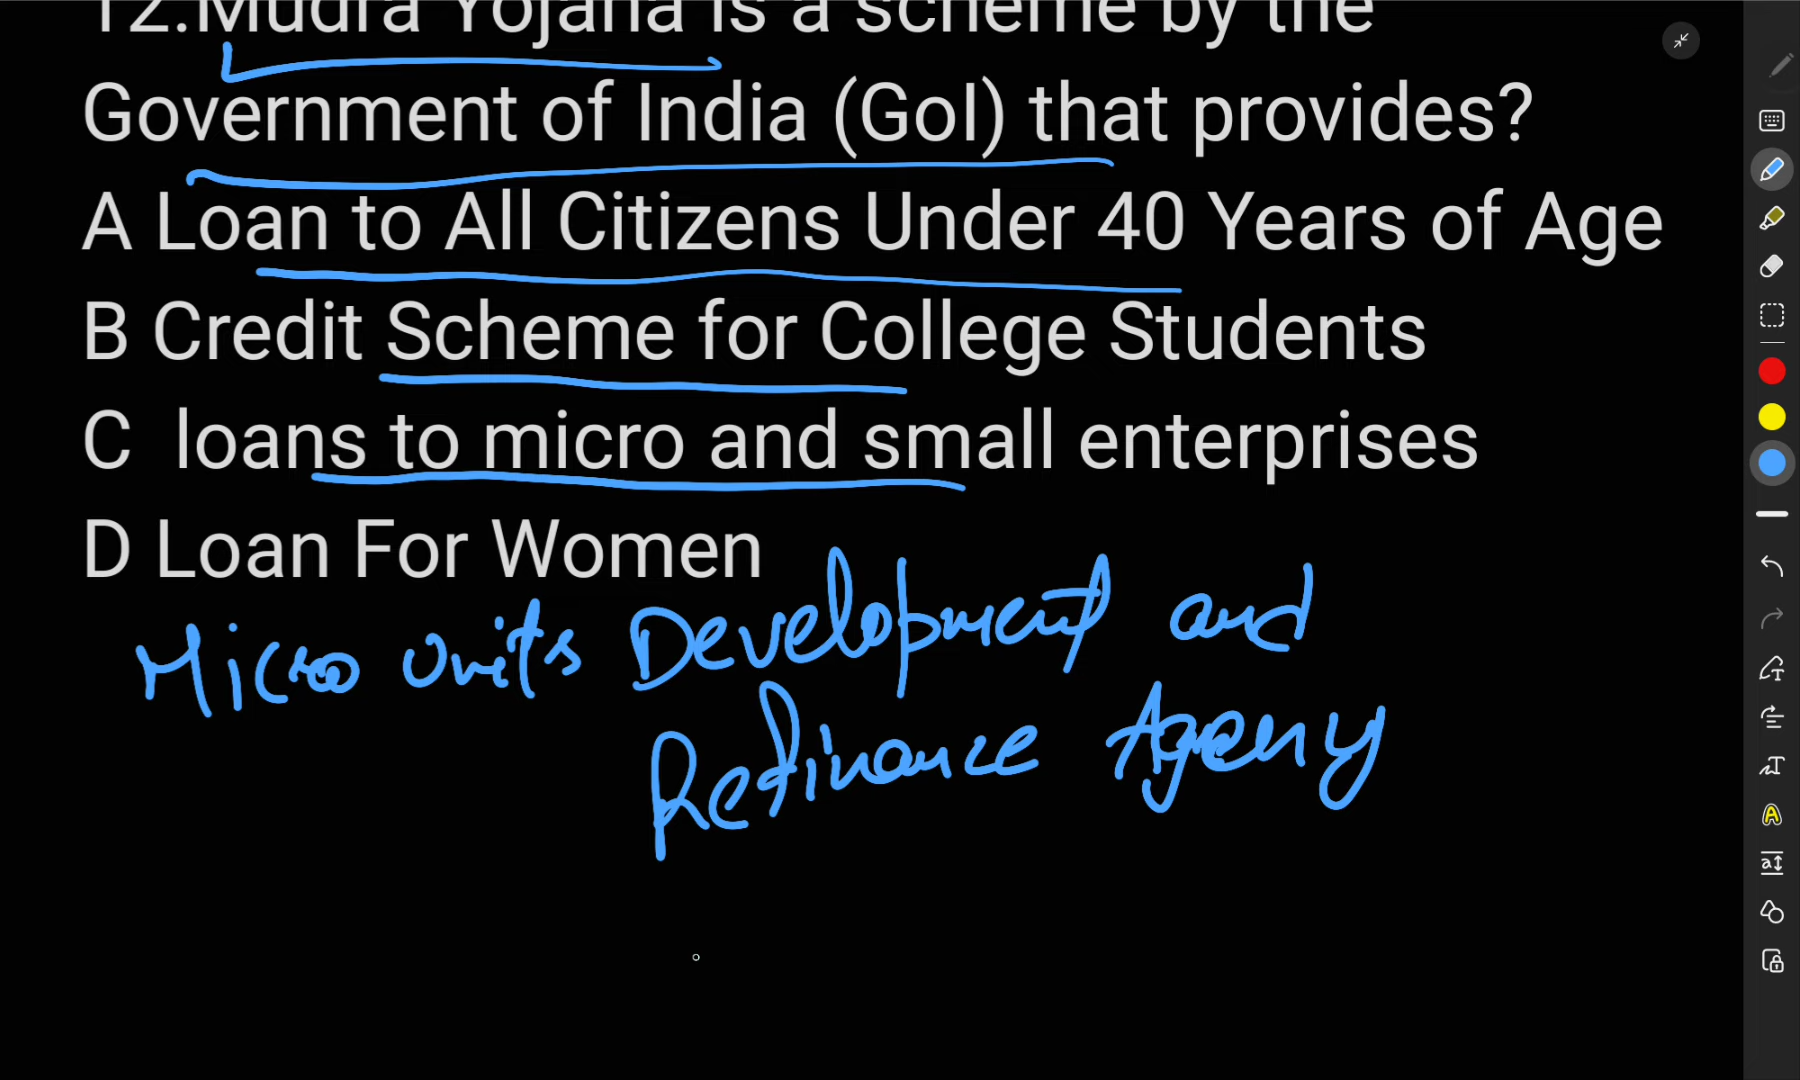 12.Mudra Yojana is a scheme by the
Government of India (GoI) that provides?
A Loan to All Citizens Under 40 Years of Age
B Credit Scheme for College Students
C loans to micro and small enterprises
D Loan For Women
Micro Units Development and
Refinance Agency